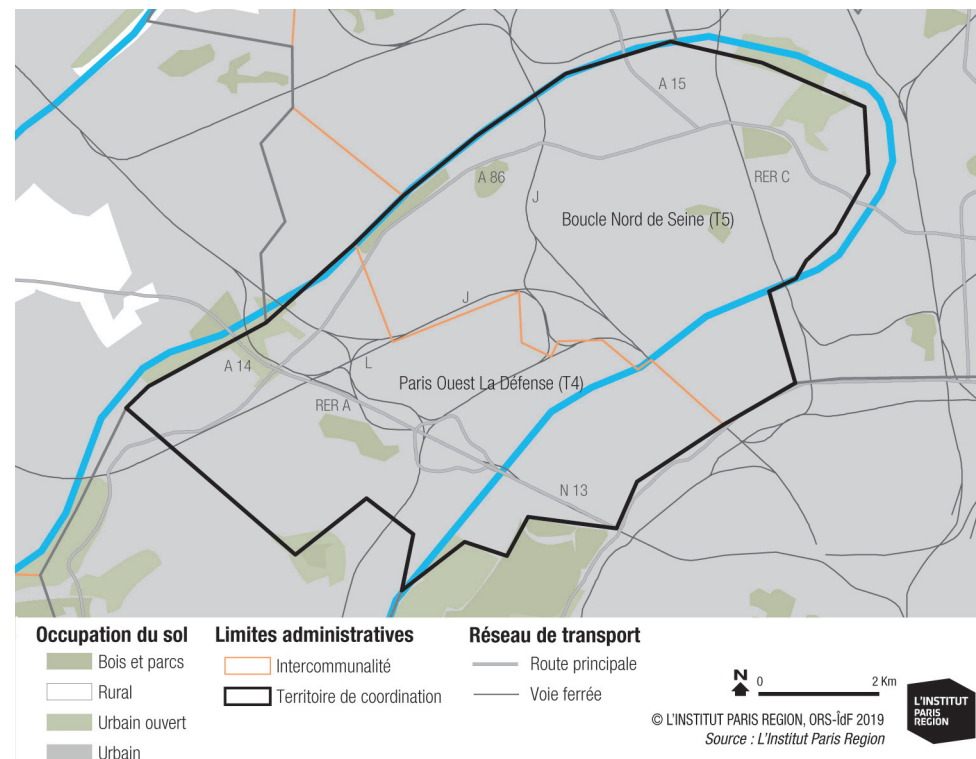 A 15
A 86
RER C
J
Boucle Nord de Seine (T5)
J
A 14
L
Paris Ouest La Défense (T4)
RER A
N 13
Occupation du sol
Bois et parcs
Rural
Urbain ouvert
Urbain
Limites administratives
Intercommunalité
Territoire de coordination
Réseau de transport
Route principale
Voie ferrée
N
0 2 Km
© L'INSTITUT PARIS REGION, ORS-ÎdF 2019
Source : L'Institut Paris Region
L'INSTITUT
PARIS
REGION